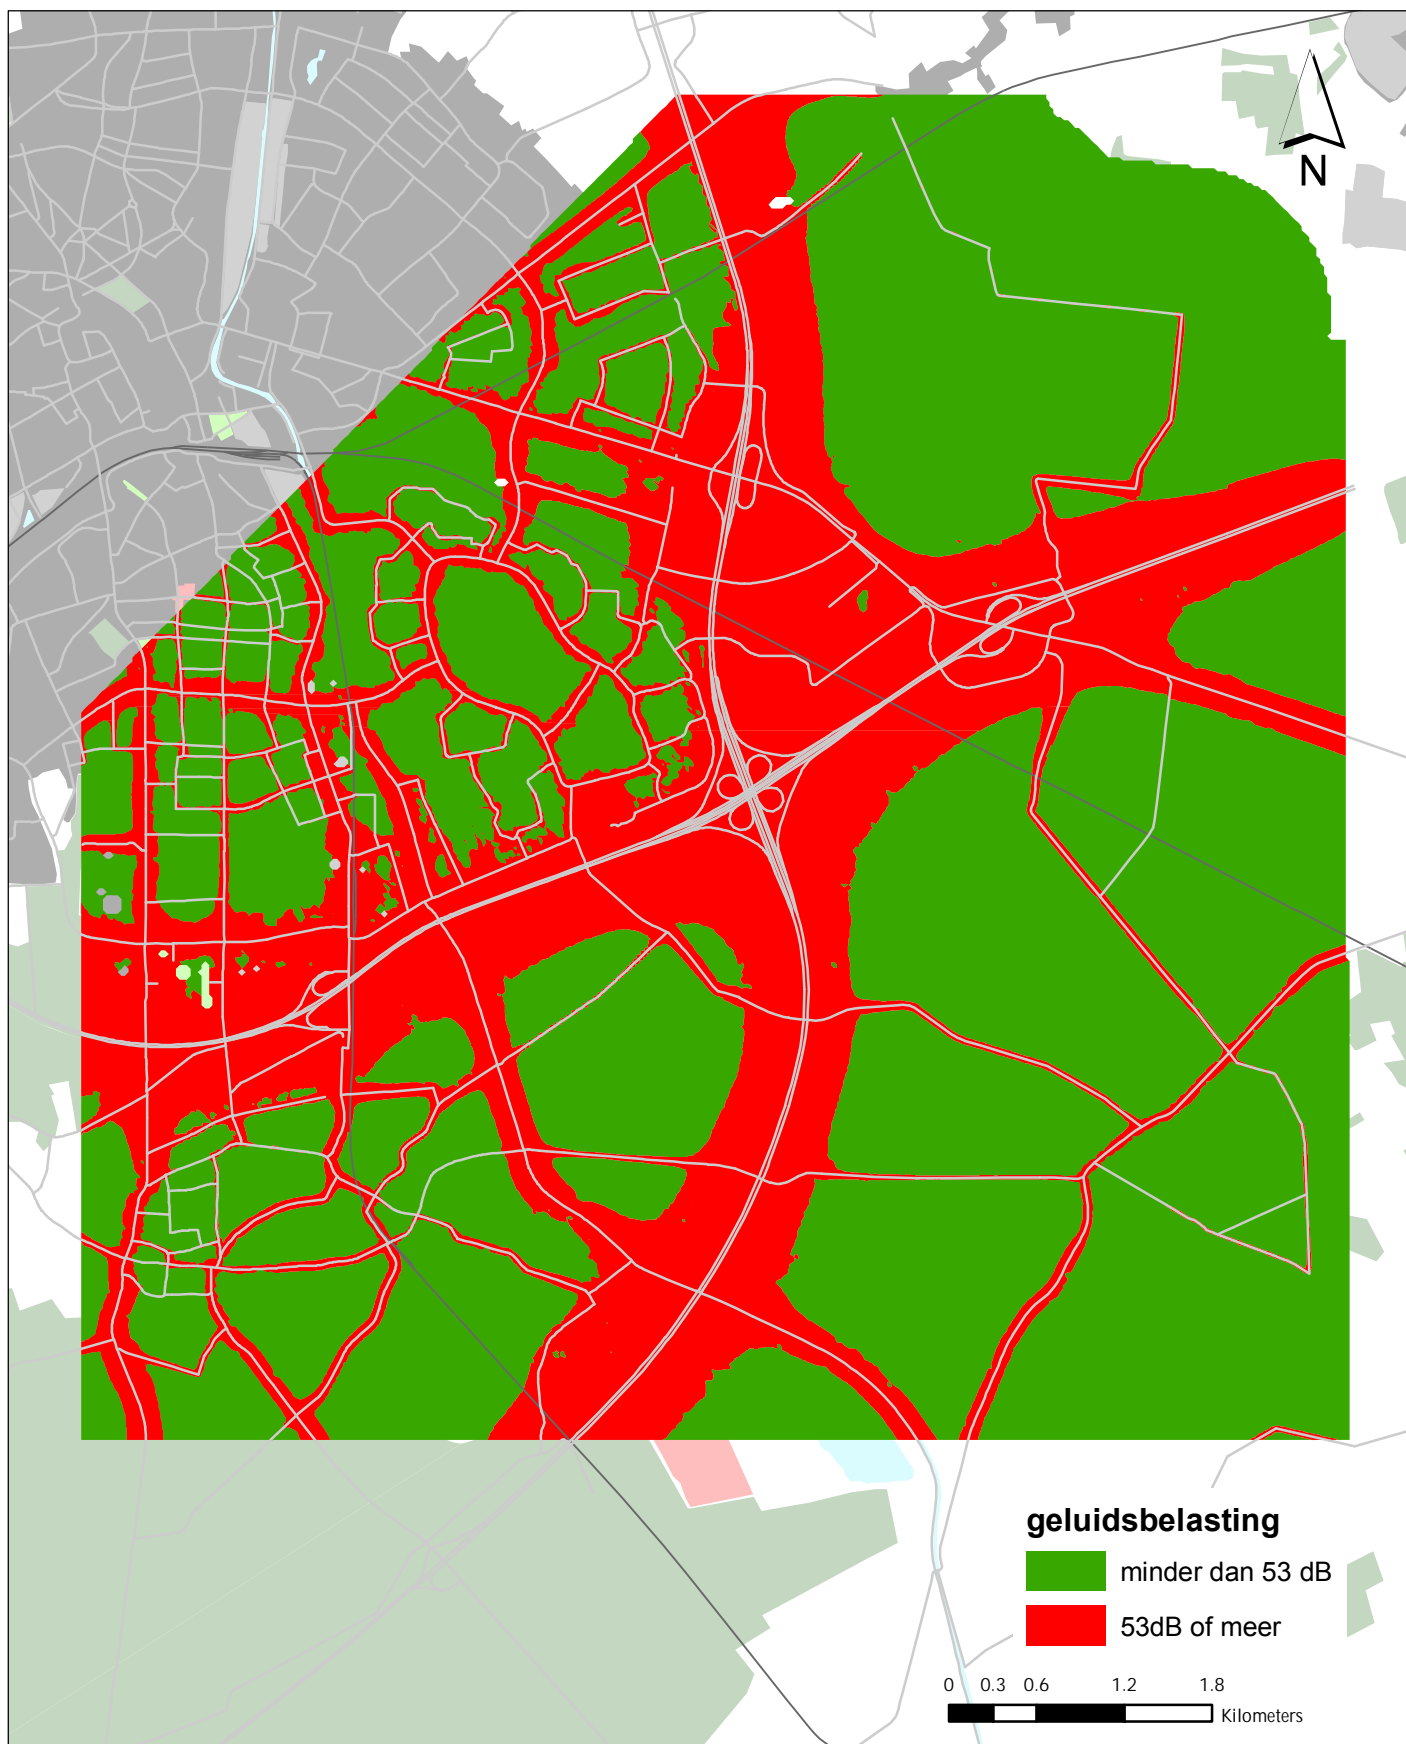 N
geluidsbelasting
minder dan 53 dB
53dB of meer
0 0.3 0.6 1.2 1.8
Kilometers